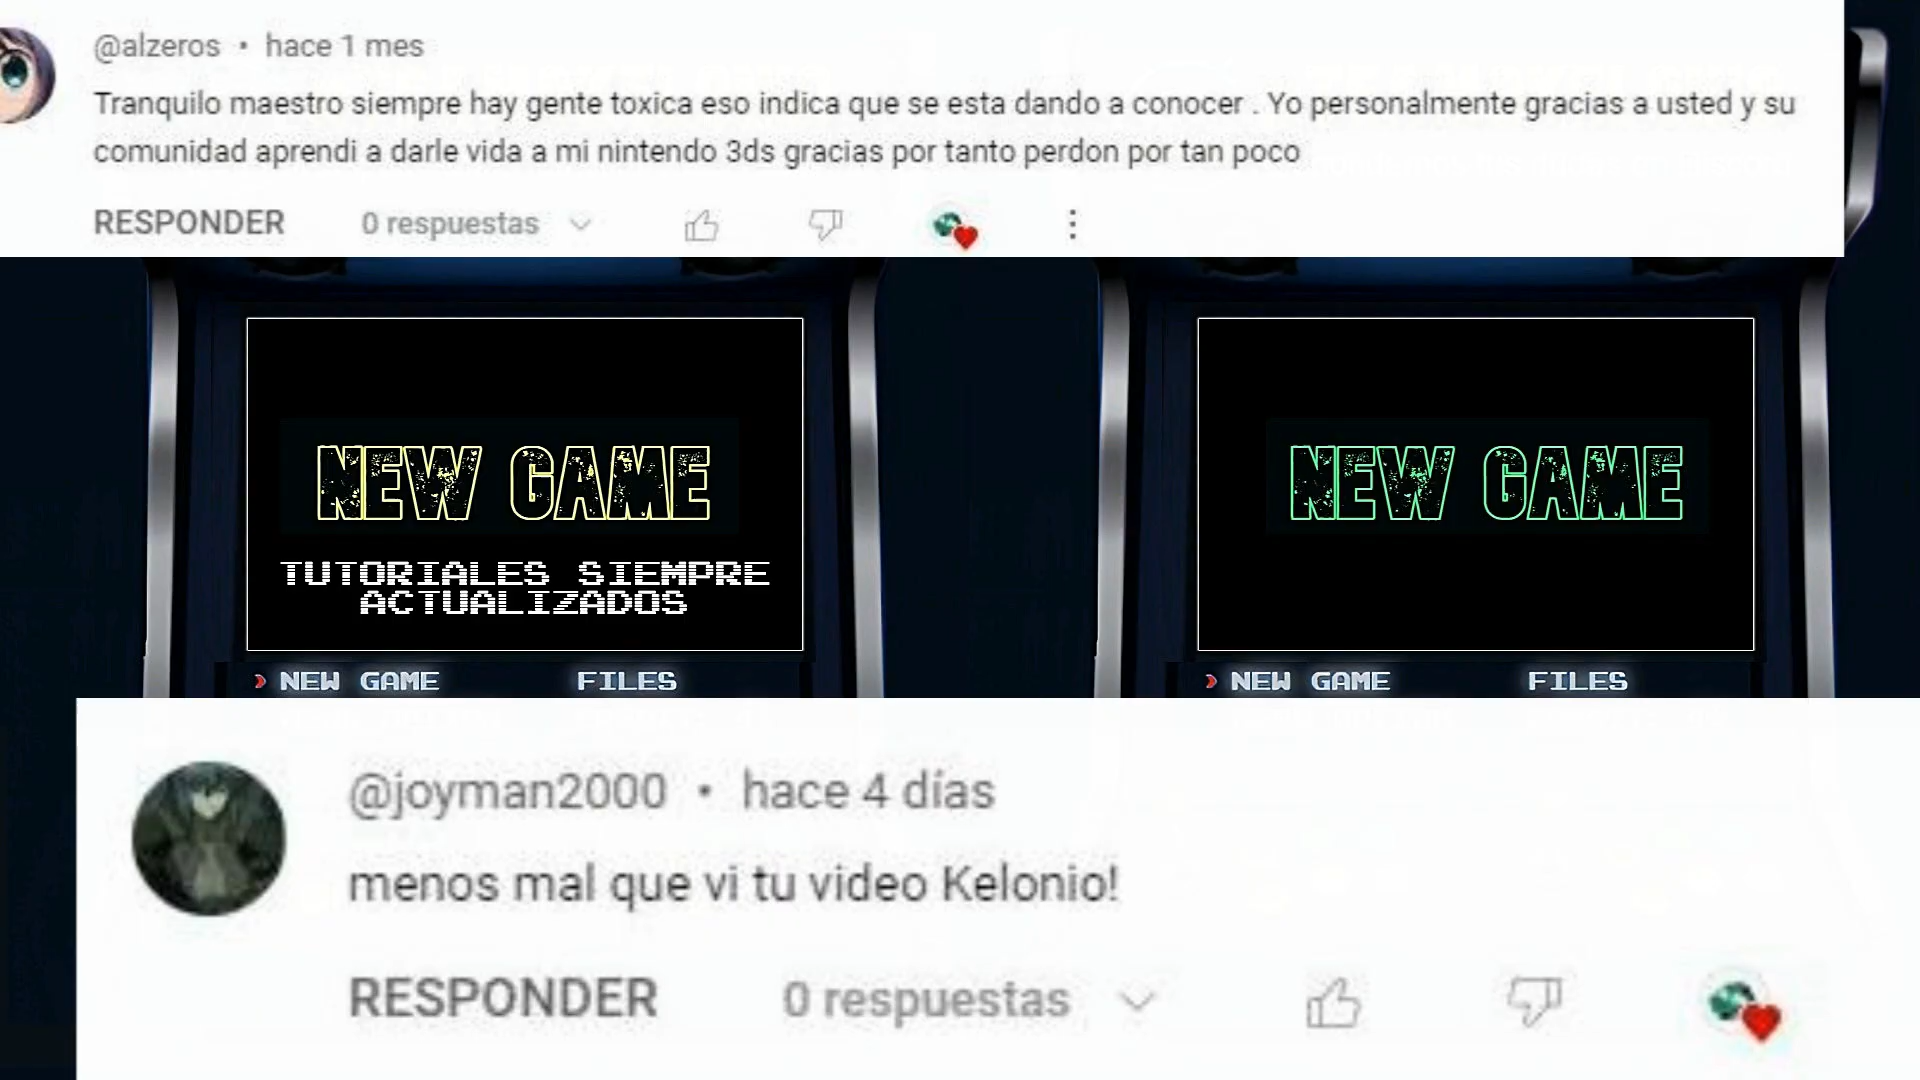 @alzeros • hace 1 mes
Tranquilo maestro siempre hay gente toxica eso indica que se esta dando a conocer . Yo personalmente gracias a usted y su
comunidad aprendi a darle vida a mi nintendo 3ds gracias por tanto perdon por tan poco
RESPONDER 0 respuestas
NEW GAME
TUTORIALES SIEMPRE
ACTUALIZADOS
NEW GAME FILES
NEW GAME
NEW GAME FILES
@joyman2000 • hace 4 días
menos mal que vi tu video Kelonio!
RESPONDER 0 respuestas